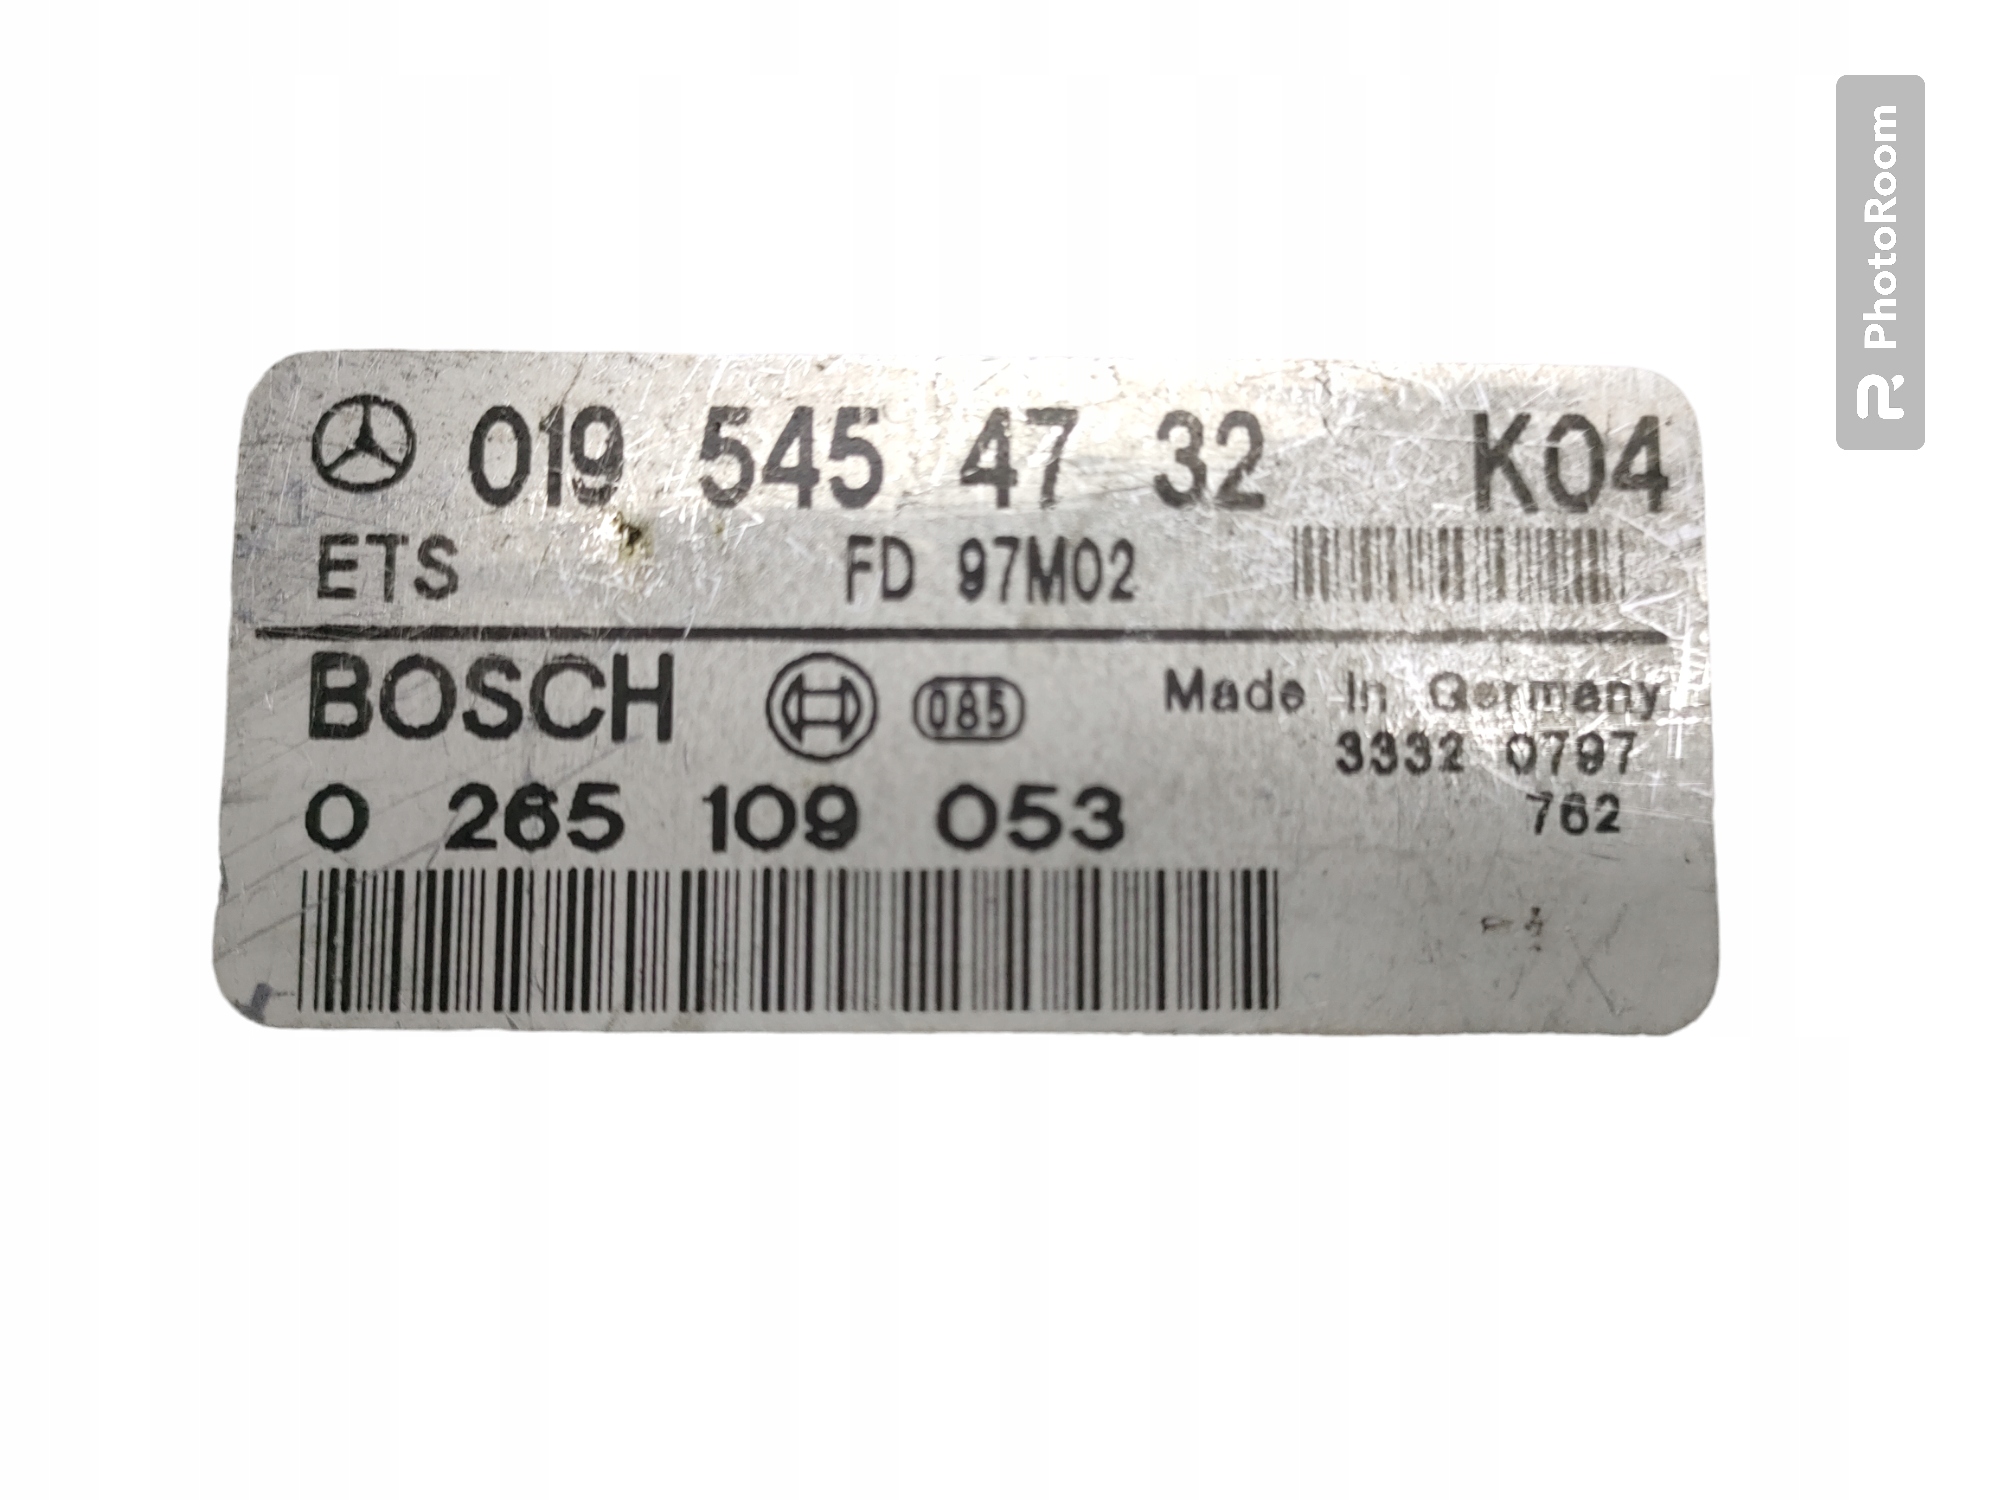 019 545 47 32 K04
ETS FD 97M02
BOSCH 085 Made in Germany
3332 0797
0 265 109 053 762
PhotoRoom